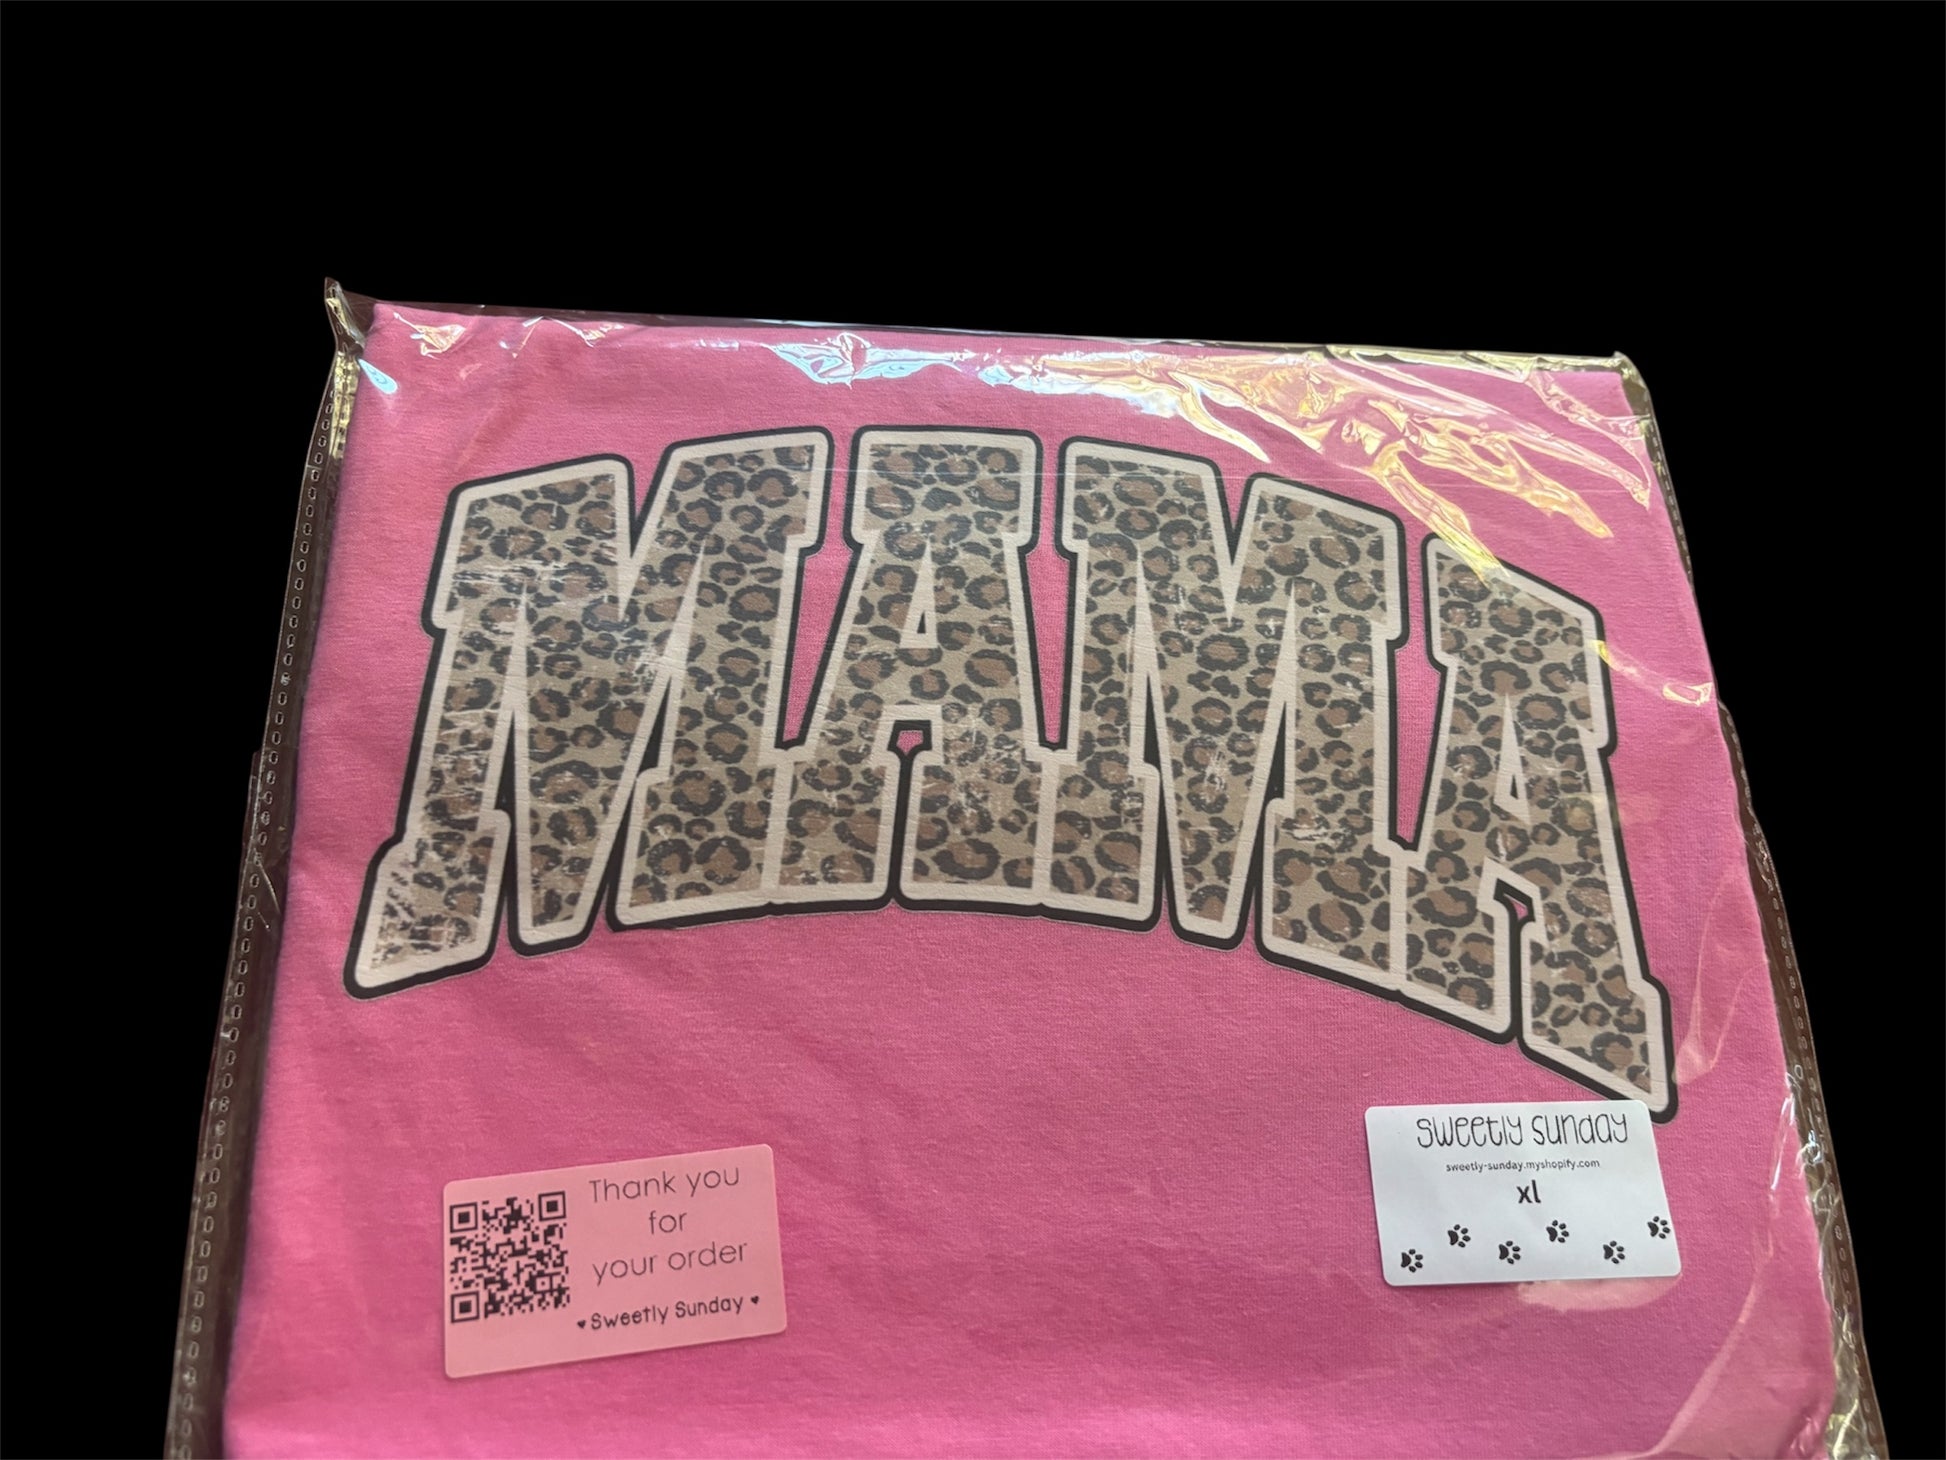 MAMA
sweetly sunday
sweetly-sunday.myshopify.com
xl
Thank you
for
your order
♥Sweetly Sunday♥